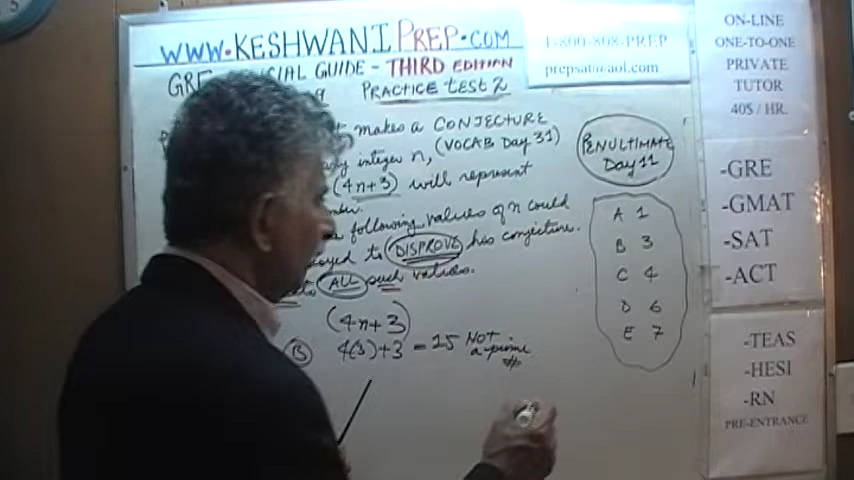 WWW.KESHWANIPREP.COM
1-800-808-PREP
prepsat@aol.com
GRE GUIDE - THIRD EDITION
PRACTICE TEST 2
makes a CONJECTURE
integer n, (VOCAB Day 31)
(4n+3) will represent
following values of n could
to DISPROVE his conjecture.
ALL such values.
(4n+3)
B 4(3)+3 = 15 Not
a prime
#
PENULTIMATE
Day 11
A 1
B 3
C 4
D 6
E 7
ON-LINE
ONE-TO-ONE
PRIVATE
TUTOR
40$ / HR.
-GRE
-GMAT
-SAT
-ACT
-TEAS
-HESI
-RN
PRE-ENTRANCE